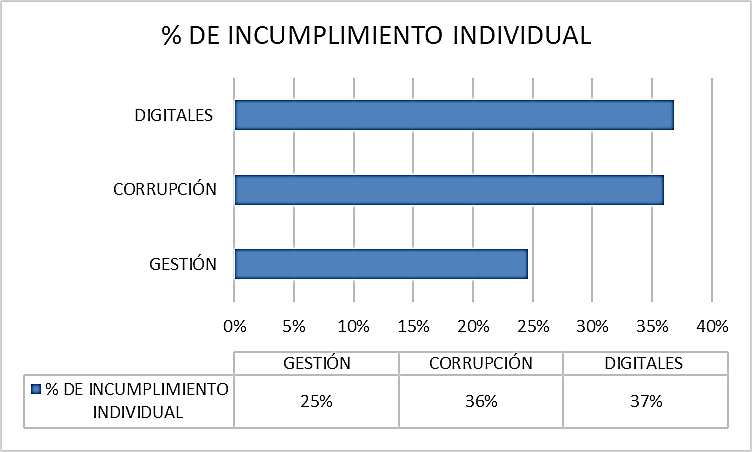 % DE INCUMPLIMIENTO INDIVIDUAL
DIGITALES
CORRUPCIÓN
GESTIÓN
0% 5% 10% 15% 20% 25% 30% 35% 40%
GESTIÓN CORRUPCIÓN DIGITALES
% DE INCUMPLIMIENTO
INDIVIDUAL
25% 36% 37%